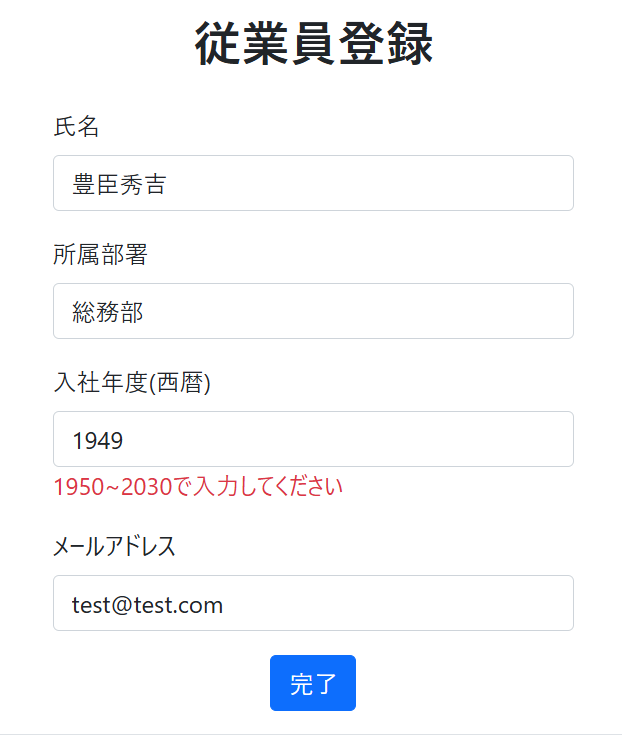 従業員登録
氏名
豊臣秀吉
所属部署
総務部
入社年度(西暦)
1949
1950~2030で入力してください
メールアドレス
test@test.com
完了